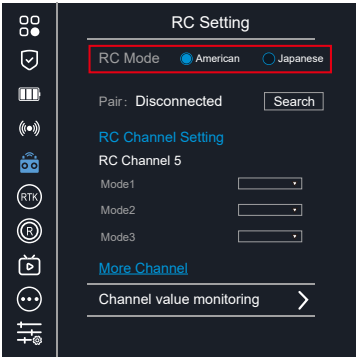 RC Setting
RC Mode American Japanese
Pair: Disconnected Search
RC Channel Setting
RC Channel 5
Mode1
Mode2
Mode3
RTK
R
More Channel
Channel value monitoring